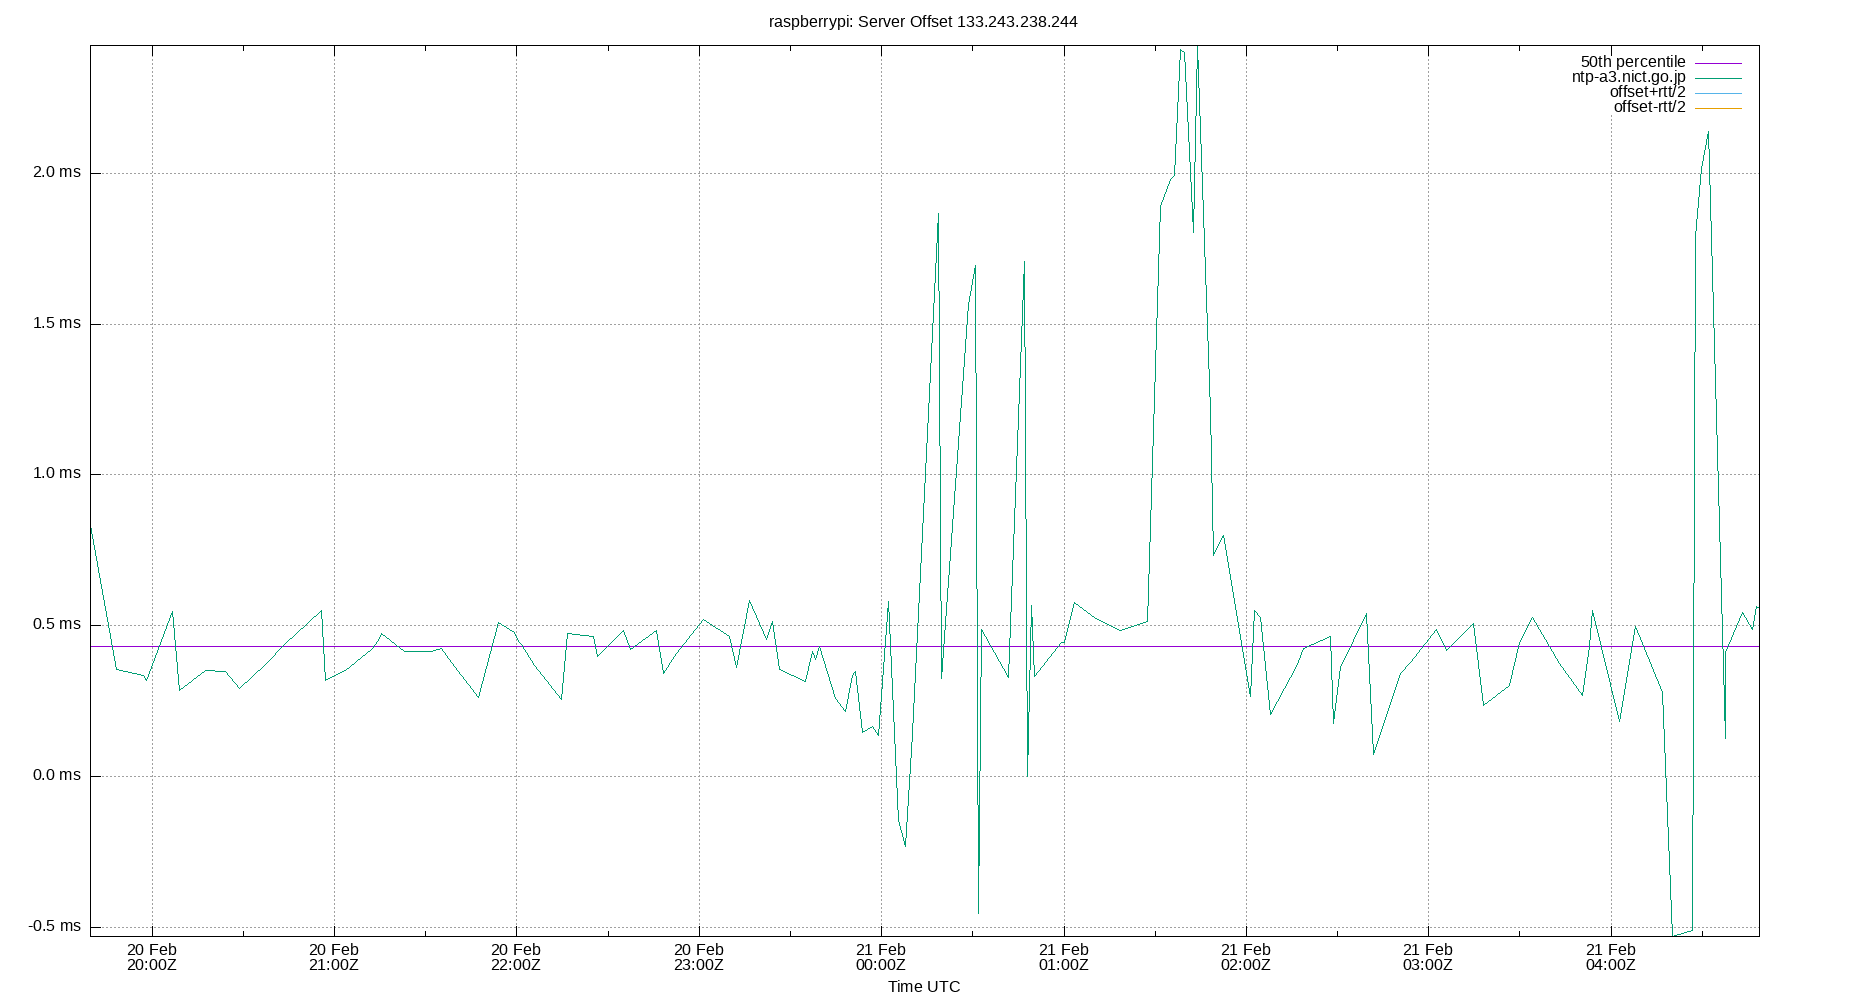 raspberrypi: Server Offset 133.243.238.244
50th percentile
ntp-a3.nict.go.jp
offset+rtt/2
offset-rtt/2
2.0 ms
1.5 ms
1.0 ms
0.5 ms
0.0 ms
-0.5 ms
20 Feb 20 Feb 20 Feb 20 Feb 21 Feb 21 Feb 21 Feb 21 Feb 21 Feb
20:00Z 21:00Z 22:00Z 23:00Z 00:00Z 01:00Z 02:00Z 03:00Z 04:00Z
Time UTC